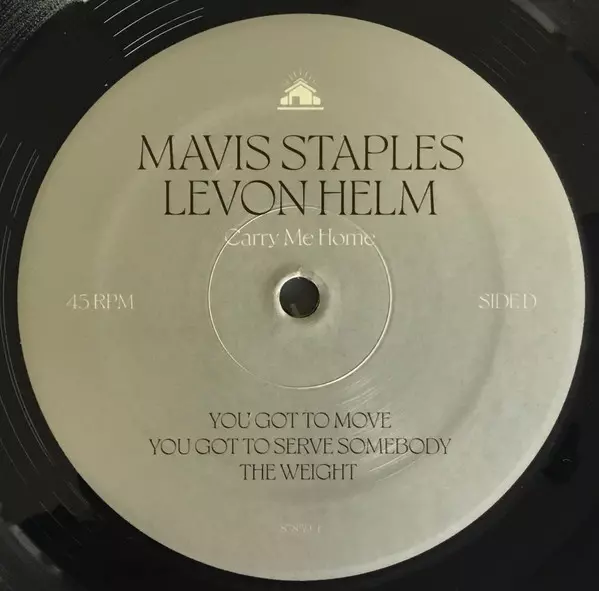 MAVIS STAPLES
LEVON HELM
Carry Me Home
45 RPM
SIDE D
YOU' GOT TO MOVE
YOU GOT TO SERVE SOMEBODY
THE WEIGHT